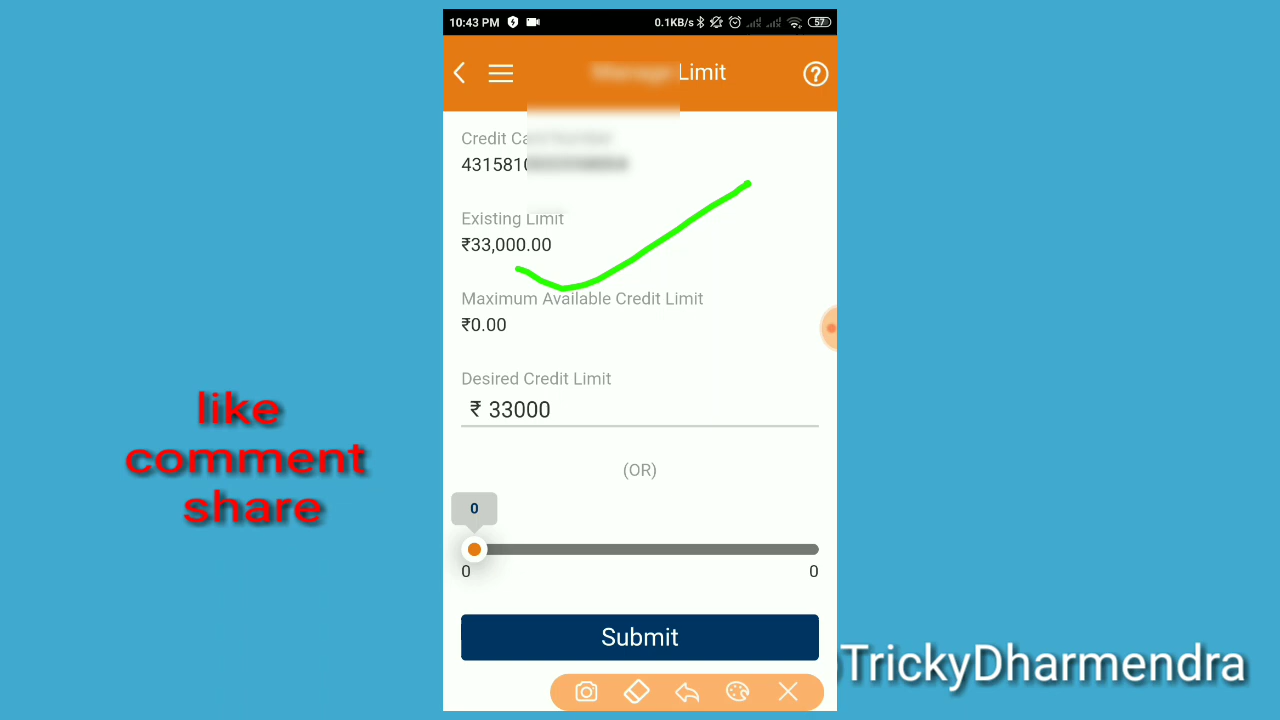 10:43 PM
0.1KB/s
57
Limit
Credit
431581
Existing Limit
₹33,000.00
Maximum Available Credit Limit
₹0.00
Desired Credit Limit
₹ 33000
(OR)
0
0
0
Submit
like
comment
share
TrickyDharmendra